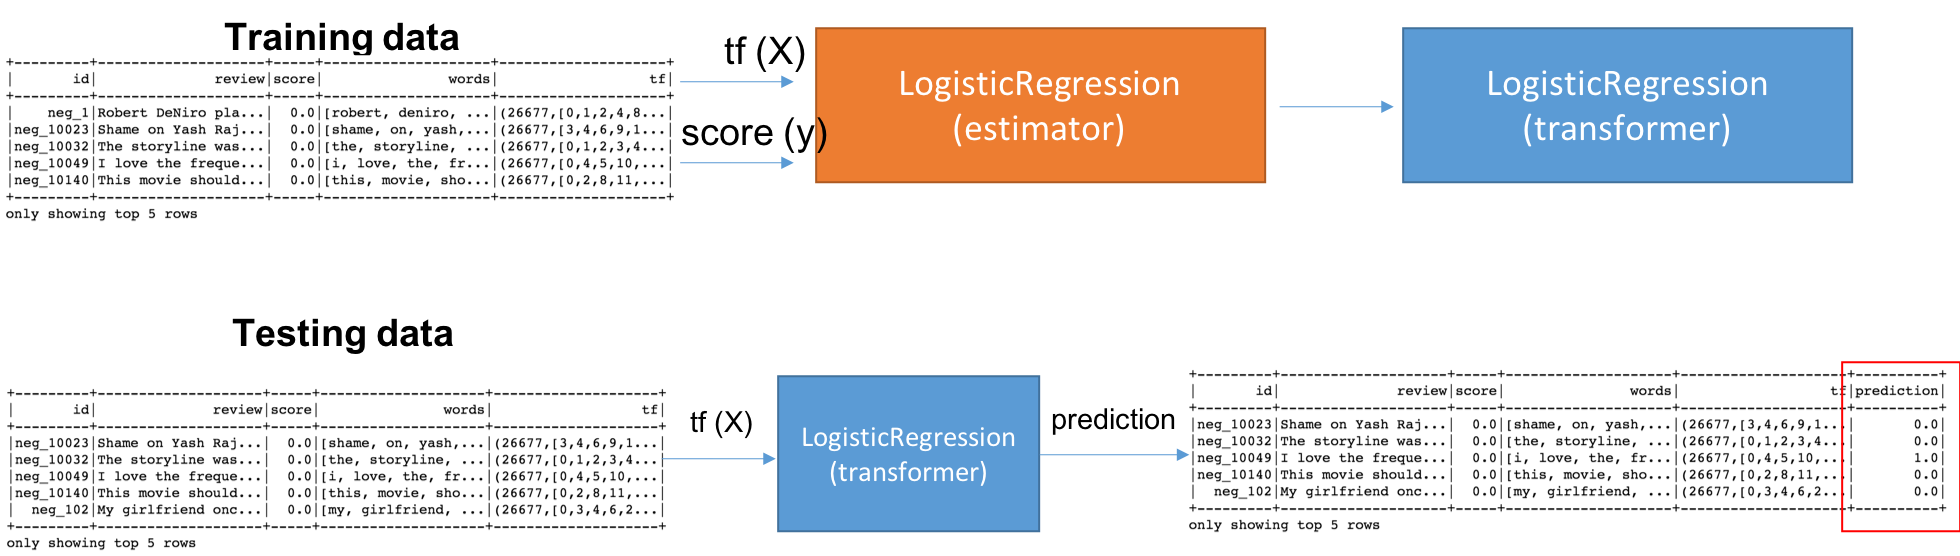 Training data
+---------+--------------------+-----+--------------------+--------------------+
|       id|              review|score|               words|                  tf|
+---------+--------------------+-----+--------------------+--------------------+
|    neg_1|Robert DeNiro pla...|  0.0|[robert, deniro, ...|(26677,[0,1,2,4,8...|
|neg_10023|Shame on Yash Raj...|  0.0|[shame, on, yash,...|(26677,[3,4,6,9,1...|
|neg_10032|The storyline was...|  0.0|[the, storyline, ...|(26677,[0,1,2,3,4...|
|neg_10049|I love the freque...|  0.0|[i, love, the, fr...|(26677,[0,4,5,10,...|
|neg_10140|This movie should...|  0.0|[this, movie, sho...|(26677,[0,2,8,11,...|
+---------+--------------------+-----+--------------------+--------------------+
only showing top 5 rows
tf (X)
score (y)
LogisticRegression
(estimator)
LogisticRegression
(transformer)
Testing data
+---------+--------------------+-----+--------------------+--------------------+
|       id|              review|score|               words|                  tf|
+---------+--------------------+-----+--------------------+--------------------+
|neg_10023|Shame on Yash Raj...|  0.0|[shame, on, yash,...|(26677,[3,4,6,9,1...|
|neg_10032|The storyline was...|  0.0|[the, storyline, ...|(26677,[0,1,2,3,4...|
|neg_10049|I love the freque...|  0.0|[i, love, the, fr...|(26677,[0,4,5,10,...|
|neg_10140|This movie should...|  0.0|[this, movie, sho...|(26677,[0,2,8,11,...|
|  neg_102|My girlfriend onc...|  0.0|[my, girlfriend, ...|(26677,[0,3,4,6,2...|
+---------+--------------------+-----+--------------------+--------------------+
only showing top 5 rows
tf (X)
LogisticRegression
(transformer)
prediction
+---------+--------------------+-----+--------------------+--------------------+----------+
|       id|              review|score|               words|                  tf|prediction|
+---------+--------------------+-----+--------------------+--------------------+----------+
|neg_10023|Shame on Yash Raj...|  0.0|[shame, on, yash,...|(26677,[3,4,6,9,1...|       0.0|
|neg_10032|The storyline was...|  0.0|[the, storyline, ...|(26677,[0,1,2,3,4...|       0.0|
|neg_10049|I love the freque...|  0.0|[i, love, the, fr...|(26677,[0,4,5,10,...|       1.0|
|neg_10140|This movie should...|  0.0|[this, movie, sho...|(26677,[0,2,8,11,...|       0.0|
|  neg_102|My girlfriend onc...|  0.0|[my, girlfriend, ...|(26677,[0,3,4,6,2...|       0.0|
+---------+--------------------+-----+--------------------+--------------------+----------+
only showing top 5 rows